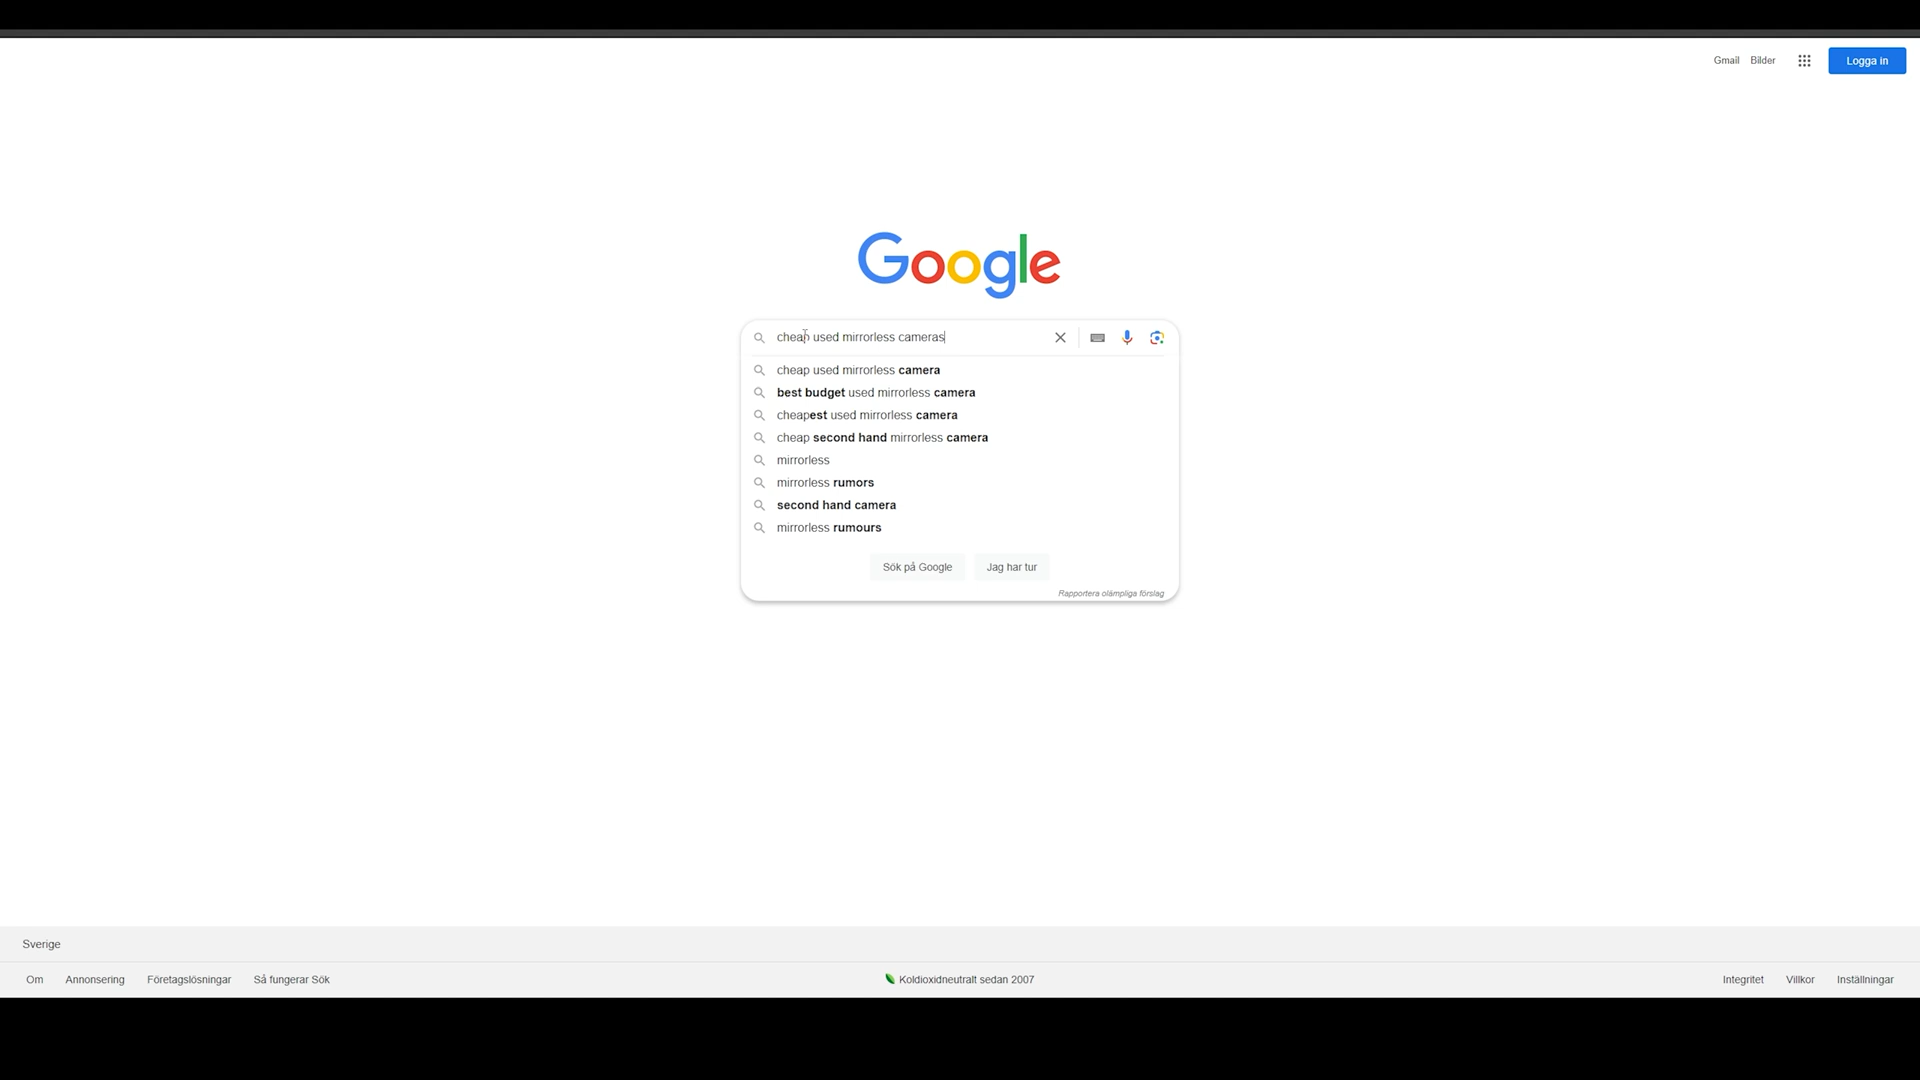 Gmail Bilder Logga in
Google
cheap used mirrorless cameras
cheap used mirrorless camera
best budget used mirrorless camera
cheapest used mirrorless camera
cheap second hand mirrorless camera
mirrorless
mirrorless rumors
second hand camera
mirrorless rumours
Sök på Google Jag har tur
Rapportera olämpliga förslag
Sverige
Om Annonsering Företagslösningar Så fungerar Sök Koldioxidneutralt sedan 2007 Integritet Villkor Inställningar